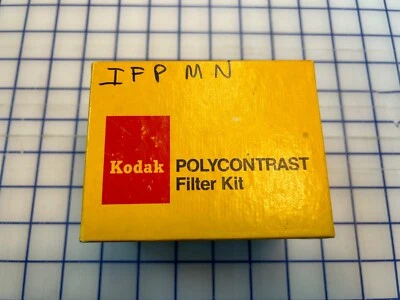 IFP MN
Kodak
POLYCONTRAST
Filter Kit